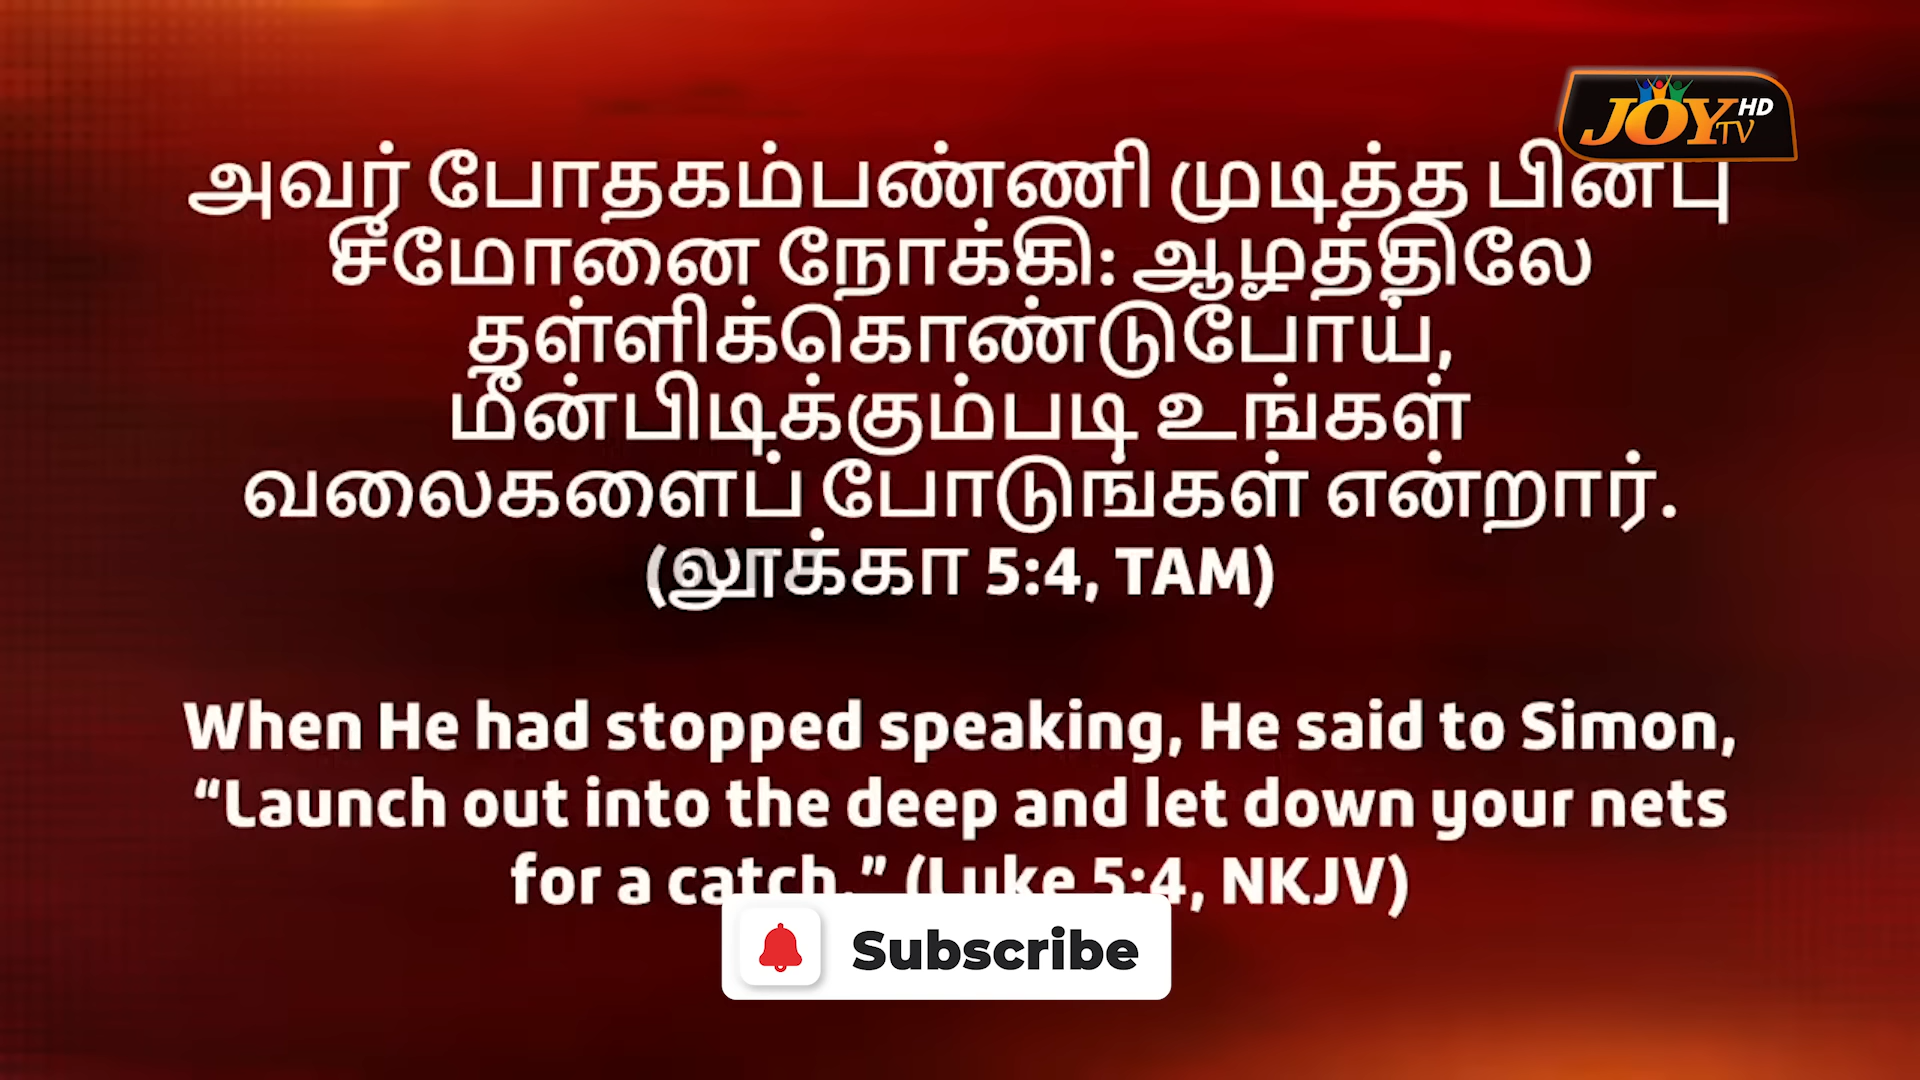 JOY TV HD
அவர் போதகம்பண்ணி முடித்த பின்பு
சீமோனை நோக்கி: ஆழத்திலே
தள்ளிக்கொண்டுபோய்,
மீன்பிடிக்கும்படி உங்கள்
வலைகளைப் போடுங்கள் என்றார்.
(லூக்கா 5:4, TAM)
When He had stopped speaking, He said to Simon,
“Launch out into the deep and let down your nets
for a catch.” (Luke 5:4, NKJV)
Subscribe